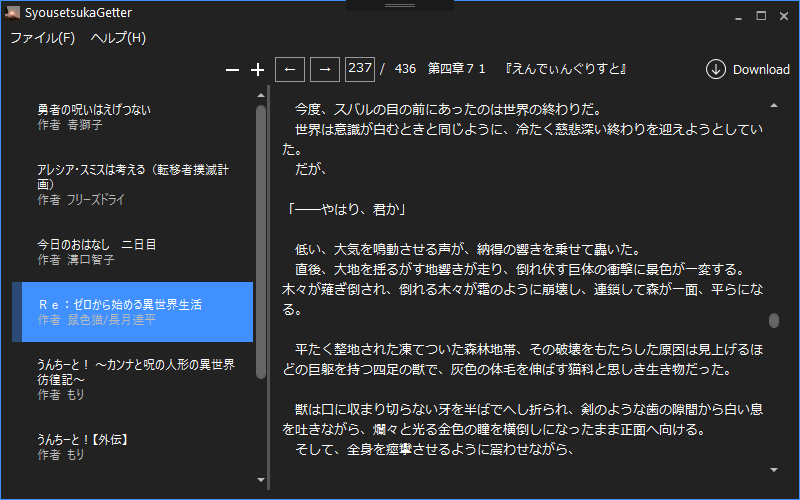 SyousetsukaGetter
ファイル(F) ヘルプ(H)
← → 237 / 436 第四章７１ 『えんでぃんぐりすと』 Download
勇者の呪いはえげつない
作者 青獅子
アレシア・スミスは考える（転移者撲滅計
画）
作者 フリーズドライ
今日のおはなし　二日目
作者 溝口智子
Ｒｅ：ゼロから始める異世界生活
作者 鼠色猫/長月達平
うんちーと！ ～カンナと呪の人形の異世界
彷徨記～
作者 もり
うんちーと！【外伝】
作者 もり
今度、スバルの目の前にあったのは世界の終わりだ。
世界は意識が白むときと同じように、冷たく慈悲深い終わりを迎えようとしてい
た。
だが、
「――やはり、君か」
低い、大気を鳴動させる声が、納得の響きを乗せて轟いた。
直後、大地を揺るがす地響きが走り、倒れ伏す巨体の衝撃に景色が一変する。
木々が薙ぎ倒され、倒れる木々が霜のように崩壊し、連鎖して森が一面、平らにな
る。
平たく整地された凍てついた森林地帯、その破壊をもたらした原因は見上げるほ
どの巨躯を持つ四足の獣で、灰色の体毛を伸ばす猫科と思しき生き物だった。
獣は口に収まり切らない牙を半ばでへし折られ、剣のような歯の隙間から白い息
を吐きながら、爛々と光る金色の瞳を横倒しになったまま正面へ向ける。
そして、全身を痙攣させるように震わせながら、